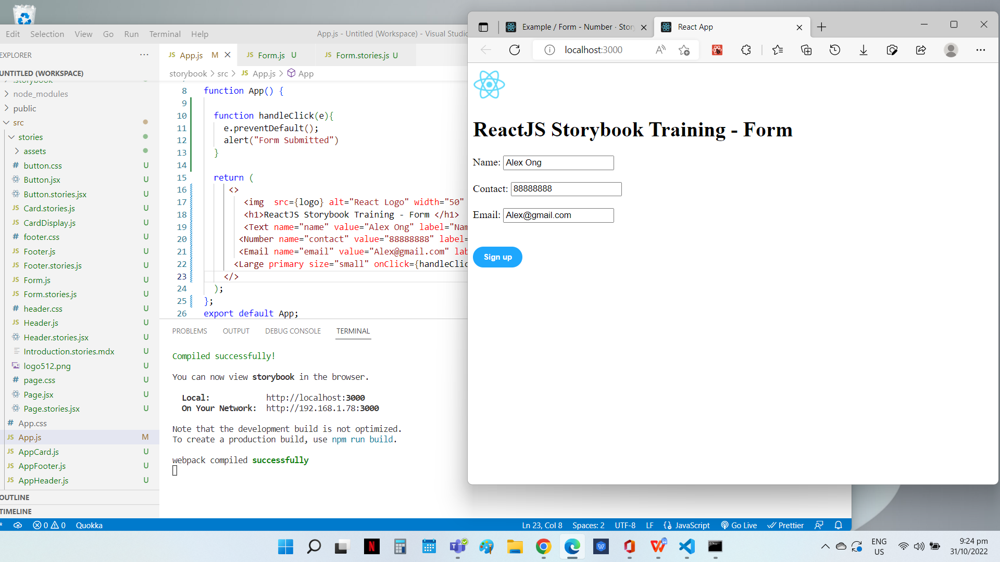 Edit Selection View Go Run Terminal Help
App.js - Untitled (Workspace) - Visual Studio
EXPLORER
UNTITLED (WORKSPACE)
.storybook
node_modules
public
src
stories
assets
button.css U
Button.jsx U
Button.stories.jsx U
Card.stories.js U
CardDisplay.js U
footer.css U
Footer.js U
Footer.stories.js U
Form.js U
Form.stories.js U
header.css U
Header.js U
Header.stories.jsx U
Introduction.stories.mdx U
logo512.png U
page.css U
Page.jsx U
Page.stories.jsx U
App.css
App.js M
AppCard.js U
AppFooter.js U
AppHeader.js U
OUTLINE
TIMELINE
JS App.js M
JS Form.js U
JS Form.stories.js U
storybook > src > JS App.js > App
8 function App() {
9
10 function handleClick(e){
11 e.preventDefault();
12 alert("Form Submitted")
13 }
14
15 return (
16 <>
17 <img  src={logo} alt="React Logo" width="50"
18 <h1>ReactJS Storybook Training - Form </h1>
19 <Text name="name" value="Alex Ong" label="Nam
20 <Number name="contact" value="88888888" label=
21 <Email name="email" value="Alex@gmail.com" lab
22 <Large primary size="small" onClick={handleClic
23 </>
24 );
25 };
26 export default App;
PROBLEMS OUTPUT DEBUG CONSOLE TERMINAL
Compiled successfully!
You can now view storybook in the browser.
Local: http://localhost:3000
On Your Network: http://192.168.1.78:3000
Note that the development build is not optimized.
To create a production build, use npm run build.
webpack compiled successfully
0 0 Quokka
Ln 23, Col 8 Spaces: 2 UTF-8 LF JavaScript Go Live Prettier
Example / Form - Number · Stor
React App
localhost:3000
ReactJS Storybook Training - Form
Name: Alex Ong
Contact: 88888888
Email: Alex@gmail.com
Sign up
ENG
US
9:24 pm
31/10/2022